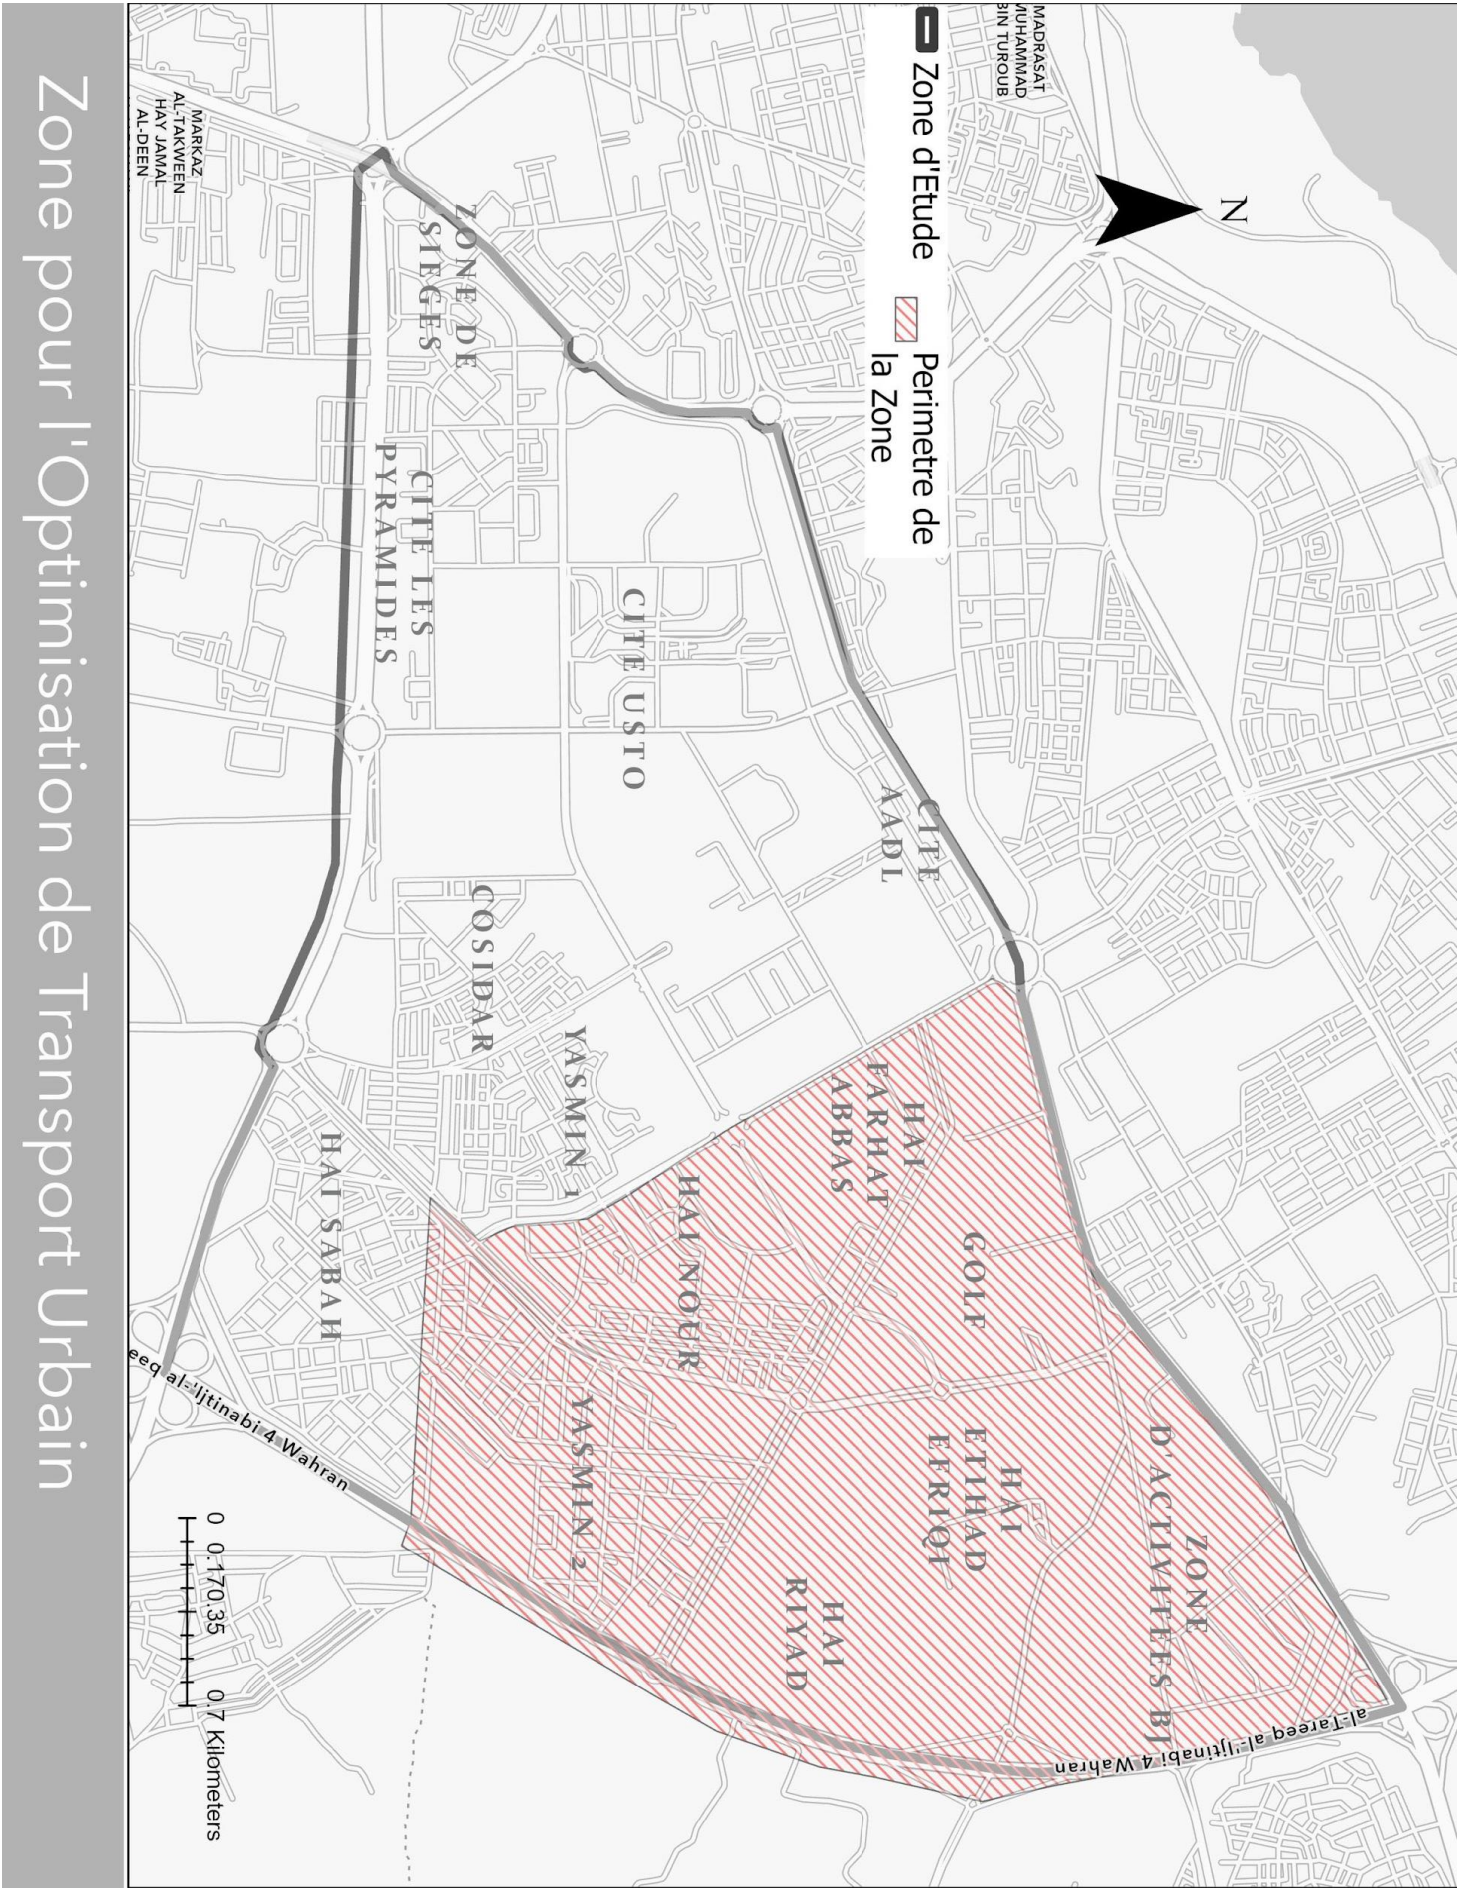 MADRASAT
MUHAMMAD
BIN TUROUB
N
Zone d'Etude
Perimetre de
la Zone
ZONE DE
SIEGES
CITE LES
PYRAMIDES
CITE USTO
CITE
AADL
COSIDAR
YASMIN 1
HAI SABAH
HAI
FARHAT
ABBAS
HAI NOUR
GOLF
HAI
ETIHAD
EFRIQI
YASMIN 2
HAI
RIYAD
ZONE
D'ACTIVITEES BJ
al-Tareeq al-'Ijtinabi 4 Wahran
eeq al-'Ijtinabi 4 Wahran
MARKAZ
AL-TAKWEEN
HAY JAMAL
AL-DEEN
0 0.170.35 0.7 Kilometers
Zone pour l'Optimisation de Transport Urbain